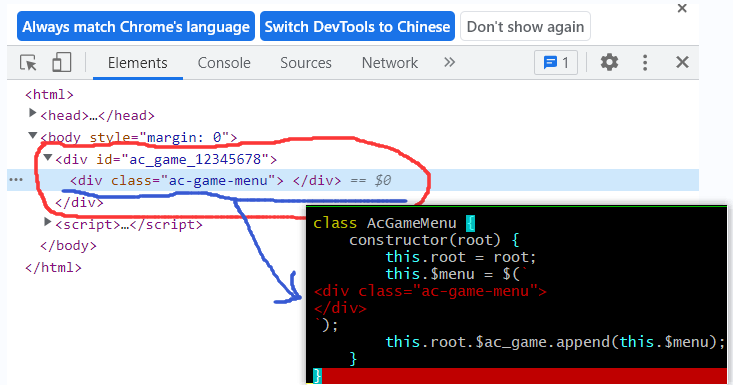 Always match Chrome's language Switch DevTools to Chinese Don't show again
Elements Console Sources Network 1
<html>
<head>…</head>
<body style="margin: 0">
<div id="ac_game_12345678">
<div class="ac-game-menu"> </div> == $0
</div>
<script>…</script>
</body>
</html>
class AcGameMenu {
constructor(root) {
this.root = root;
this.$menu = $(`
<div class="ac-game-menu">
</div>
`);
this.root.$ac_game.append(this.$menu);
}
}